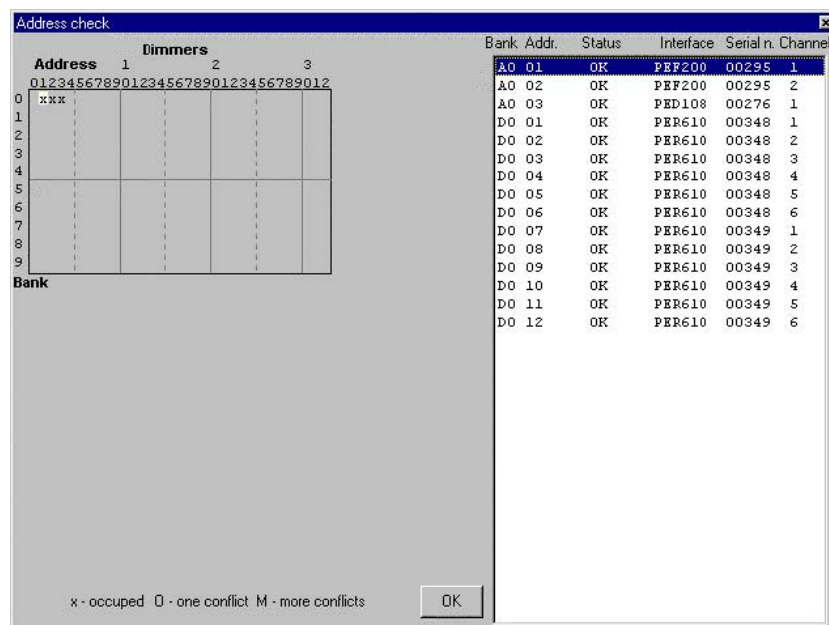 Address check
Dimmers
Address 1 2 3
012345678901234567890123456789012
0 xxx
1
2
3
4
5
6
7
8
9
Bank
x - occuped O - one conflict M - more conflicts
OK
Bank Addr. Status Interface Serial n. Channel
A0 01 OK PEF200 00295 1
A0 02 OK PEF200 00295 2
A0 03 OK PED108 00276 1
D0 01 OK PER610 00348 1
D0 02 OK PER610 00348 2
D0 03 OK PER610 00348 3
D0 04 OK PER610 00348 4
D0 05 OK PER610 00348 5
D0 06 OK PER610 00348 6
D0 07 OK PER610 00349 1
D0 08 OK PER610 00349 2
D0 09 OK PER610 00349 3
D0 10 OK PER610 00349 4
D0 11 OK PER610 00349 5
D0 12 OK PER610 00349 6